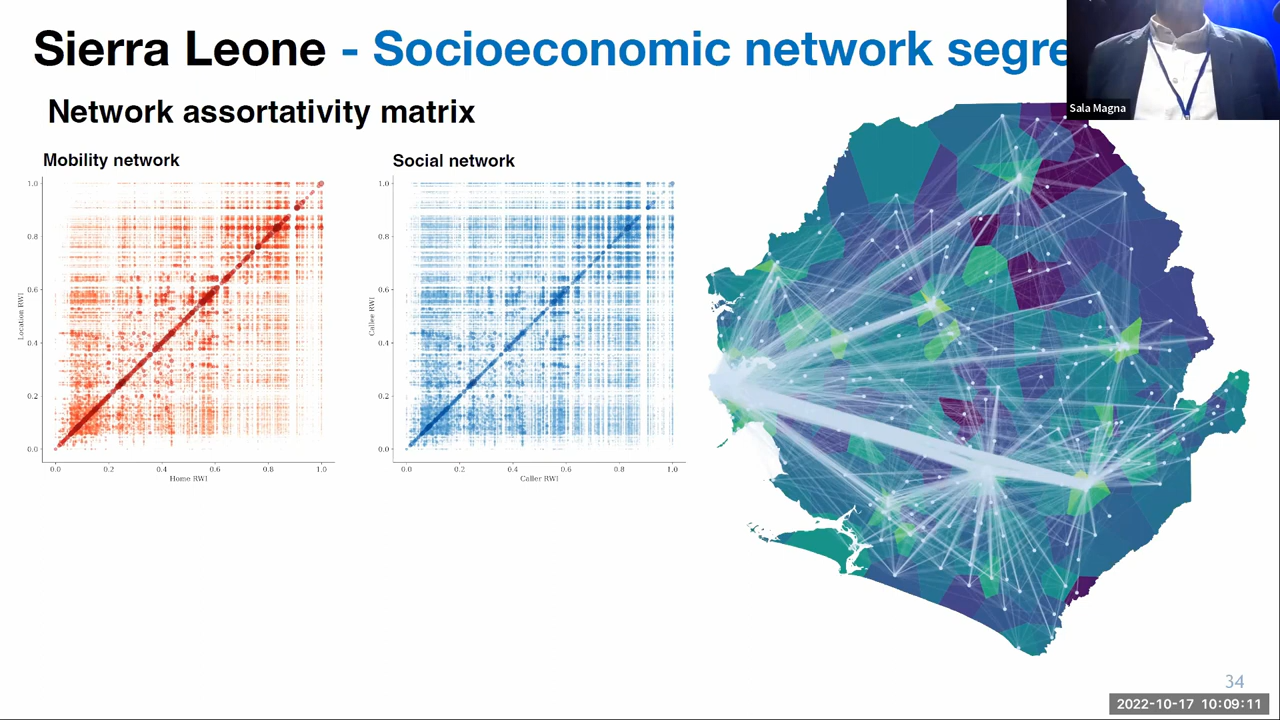 Sierra Leone - Socioeconomic network segre
Sala Magna
Network assortativity matrix
Mobility network
Social network
1.0
0.8
0.6
0.4
0.2
0.0
Location RWI
0.0 0.2 0.4 0.6 0.8 1.0
Home RWI
1.0
0.8
0.6
0.4
0.2
0.0
Callee RWI
0.0 0.2 0.4 0.6 0.8 1.0
Caller RWI
34
2022-10-17 10:09:11